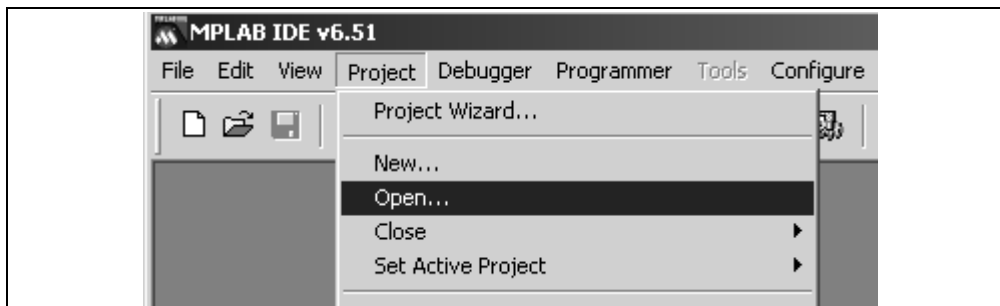 MPLAB IDE v6.51
File Edit View Project Debugger Programmer Tools Configure
Project Wizard...
New...
Open...
Close
Set Active Project